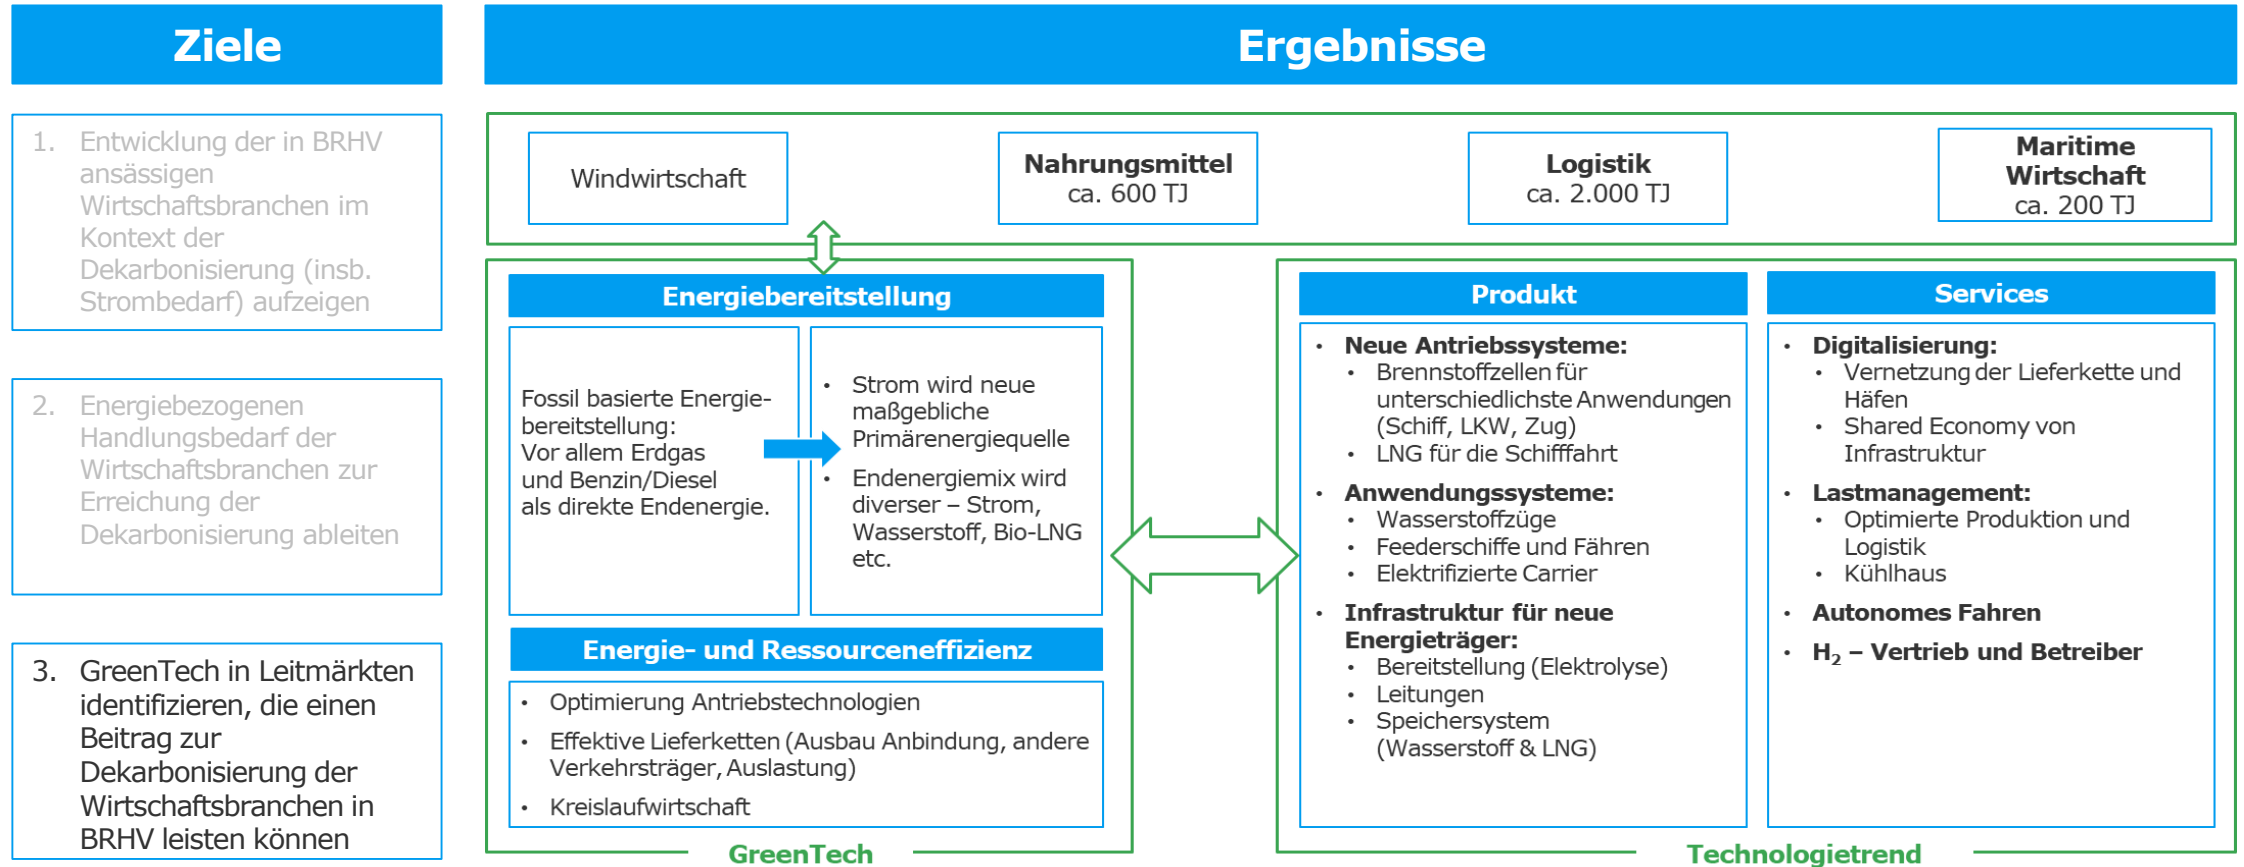 Ziele
Ergebnisse
1. Entwicklung der in BRHV
ansässigen
Wirtschaftsbranchen im
Kontext der
Dekarbonisierung (insb.
Strombedarf) aufzeigen
2. Energiebezogenen
Handlungsbedarf der
Wirtschaftsbranchen zur
Erreichung der
Dekarbonisierung ableiten
3. GreenTech in Leitmärkten
identifizieren, die einen
Beitrag zur
Dekarbonisierung der
Wirtschaftsbranchen in
BRHV leisten können
Windwirtschaft
Nahrungsmittel
ca. 600 TJ
Logistik
ca. 2.000 TJ
Maritime
Wirtschaft
ca. 200 TJ
Energiebereitstellung
Fossil basierte Energie-
bereitstellung:
Vor allem Erdgas
und Benzin/Diesel
als direkte Endenergie.
• Strom wird neue
maßgebliche
Primärenergiequelle
• Endenergiemix wird
diverser – Strom,
Wasserstoff, Bio-LNG
etc.
Energie- und Ressourceneffizienz
• Optimierung Antriebstechnologien
• Effektive Lieferketten (Ausbau Anbindung, andere
Verkehrsträger, Auslastung)
• Kreislaufwirtschaft
GreenTech
Produkt
• Neue Antriebssysteme:
• Brennstoffzellen für
unterschiedlichste Anwendungen
(Schiff, LKW, Zug)
• LNG für die Schifffahrt
• Anwendungssysteme:
• Wasserstoffzüge
• Feederschiffe und Fähren
• Elektrifizierte Carrier
• Infrastruktur für neue
Energieträger:
• Bereitstellung (Elektrolyse)
• Leitungen
• Speichersystem
(Wasserstoff & LNG)
Services
• Digitalisierung:
• Vernetzung der Lieferkette und
Häfen
• Shared Economy von
Infrastruktur
• Lastmanagement:
• Optimierte Produktion und
Logistik
• Kühlhaus
• Autonomes Fahren
• H₂ – Vertrieb und Betreiber
Technologietrend